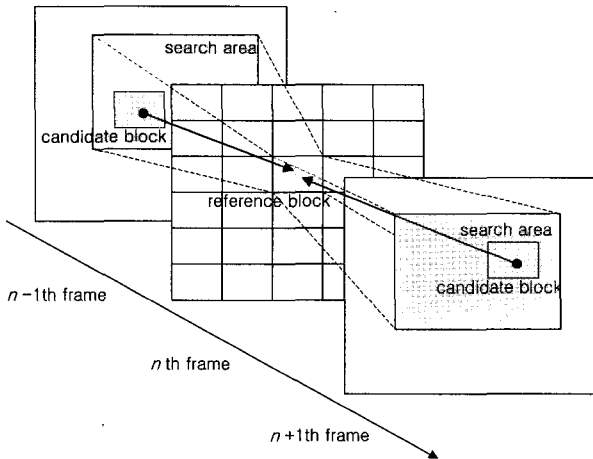 search area
candidate block
reference block
search area
candidate block
n-1th frame
n th frame
n+1th frame